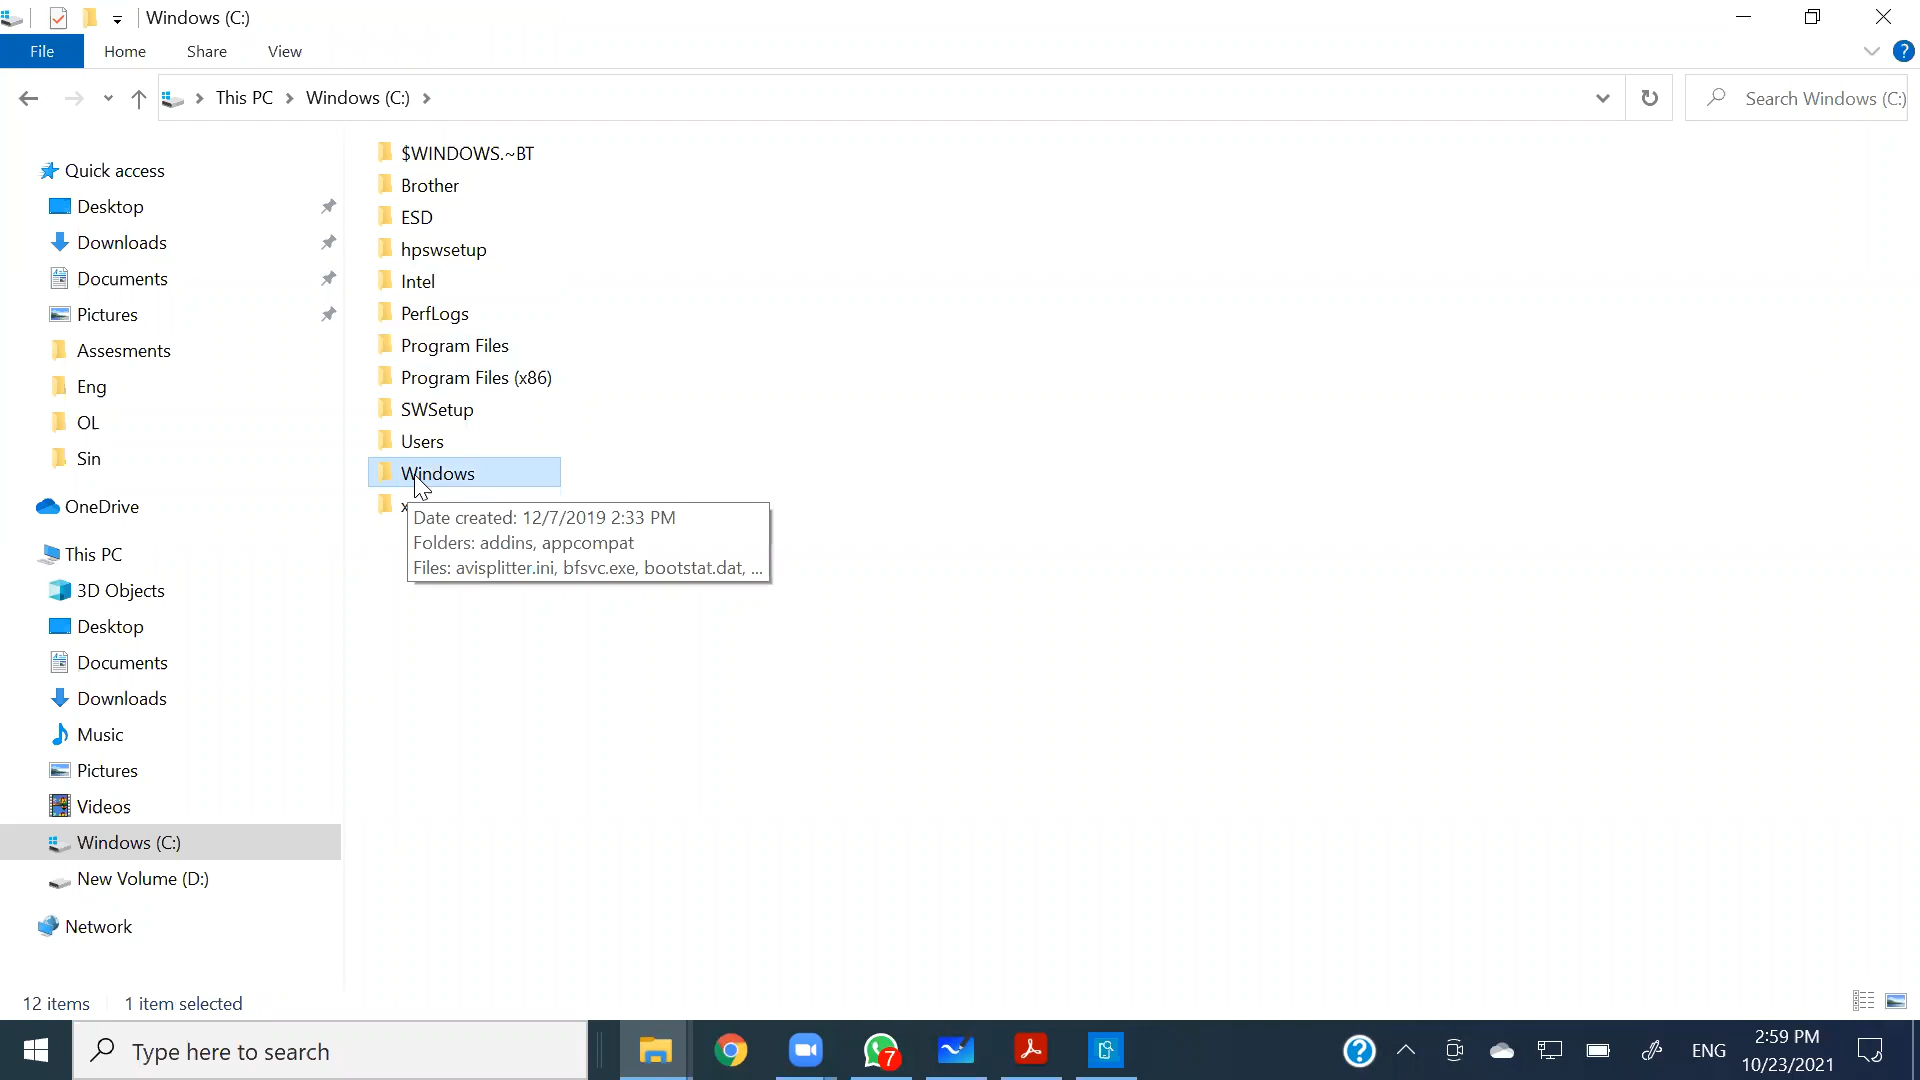 Windows (C:)
File Home Share View
This PC Windows (C:)
Search Windows (C:)
Quick access
Desktop
Downloads
Documents
Pictures
Assesments
Eng
OL
Sin
OneDrive
This PC
3D Objects
Desktop
Documents
Downloads
Music
Pictures
Videos
Windows (C:)
New Volume (D:)
Network
$WINDOWS.~BT
Brother
ESD
hpswsetup
Intel
PerfLogs
Program Files
Program Files (x86)
SWSetup
Users
Windows
Date created: 12/7/2019 2:33 PM
Folders: addins, appcompat
Files: avisplitter.ini, bfsvc.exe, bootstat.dat, ...
12 items 1 item selected
Type here to search
7
ENG
2:59 PM
10/23/2021